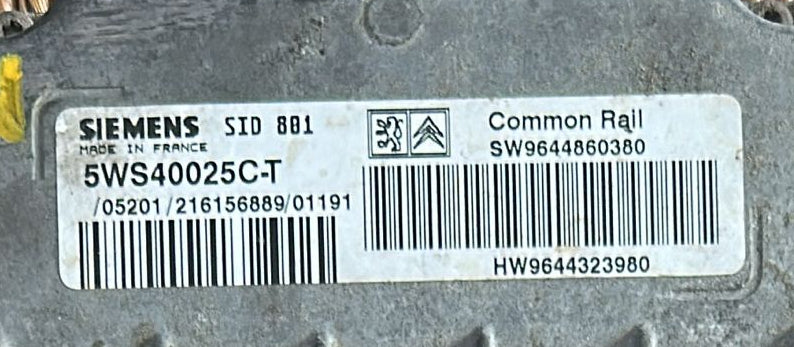 SIEMENS SID 801
MADE IN FRANCE
5WS40025C-T
/05201/216156889/01191
Common Rail
SW9644860380
HW9644323980